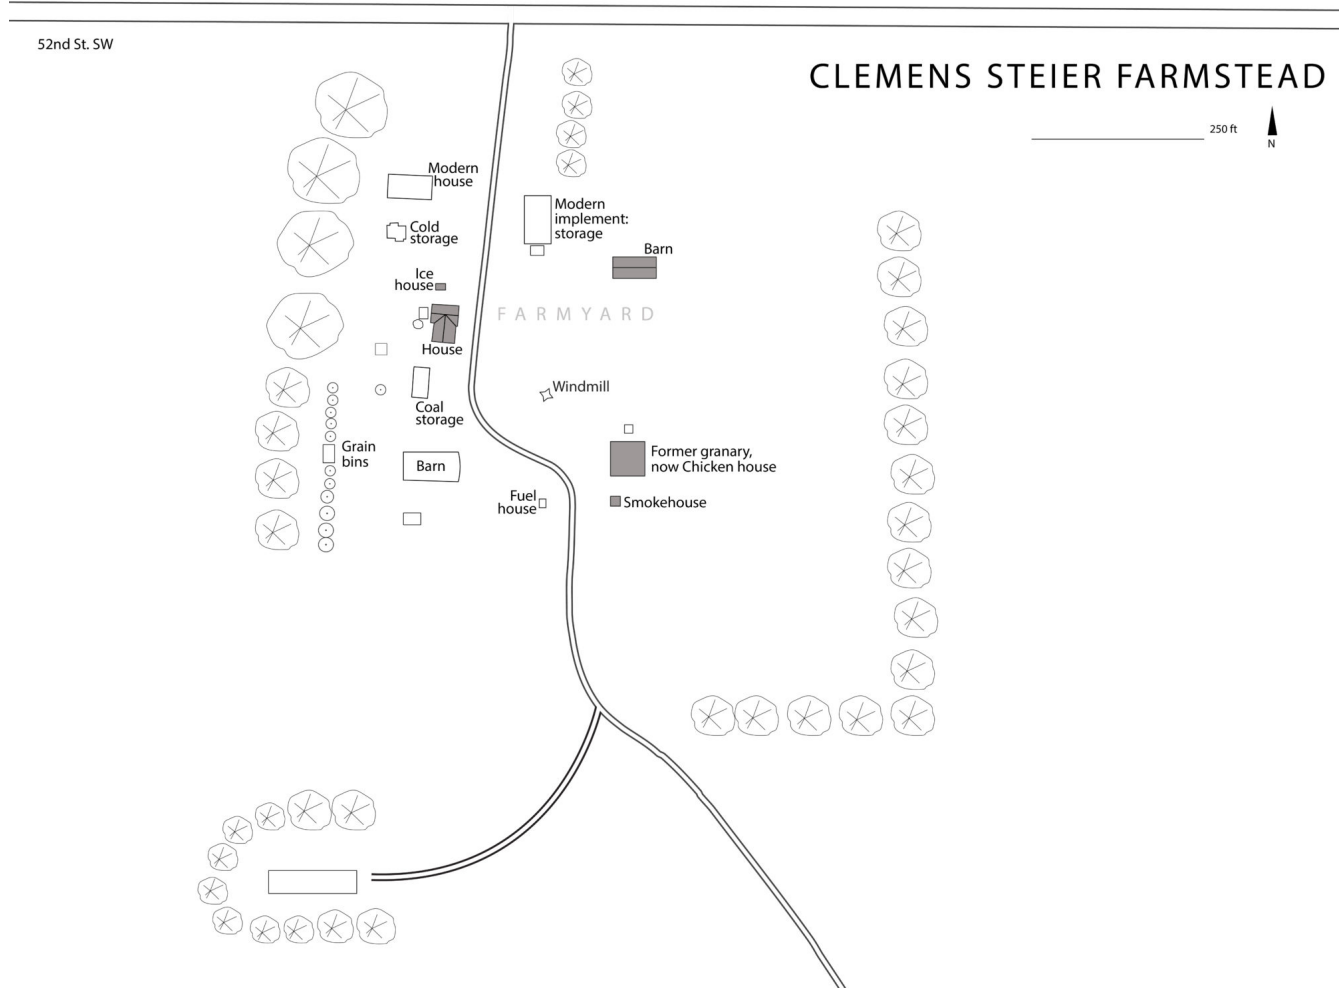 52nd St. SW
CLEMENS STEIER FARMSTEAD
250 ft
N
Modern
house
Cold
storage
Modern
implement:
storage
Barn
Ice
house
FARMYARD
House
Windmill
Coal
storage
Grain
bins
Barn
Former granary,
now Chicken house
Fuel
house
Smokehouse